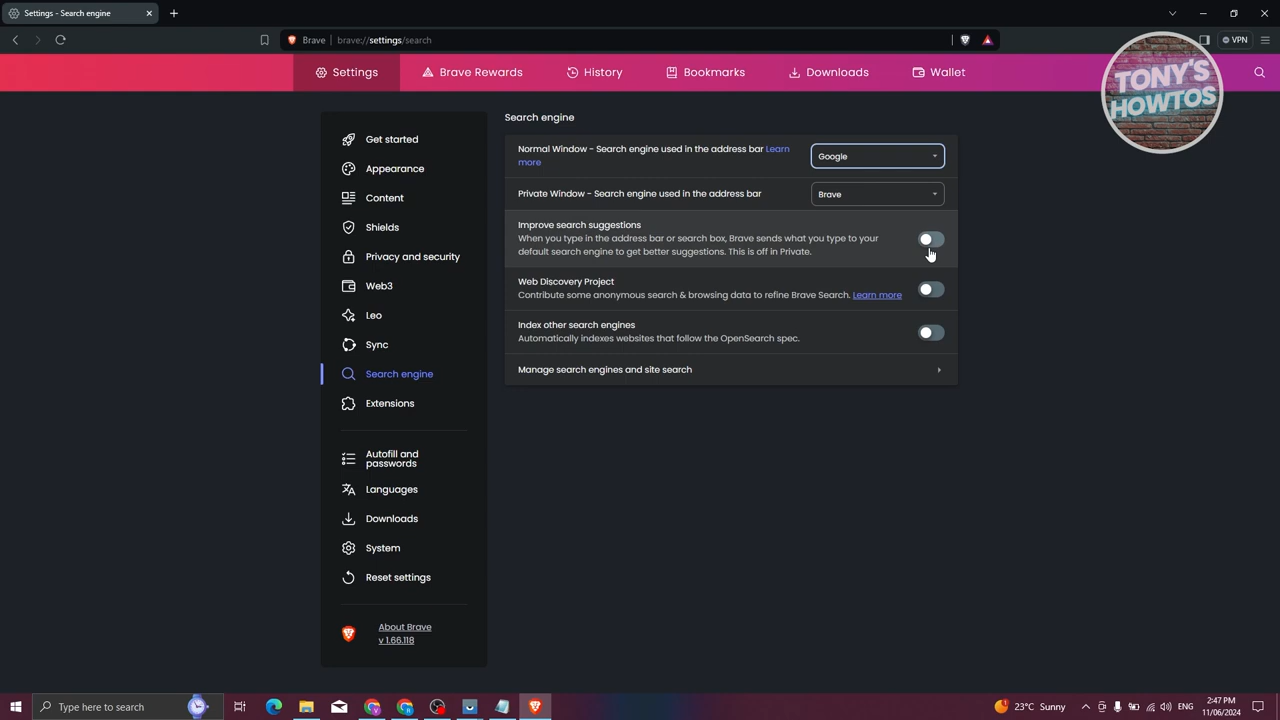 Settings - Search engine
Brave
brave://settings/search
VPN
Settings
Brave Rewards
History
Bookmarks
Downloads
Wallet
TONY'S
HOWTOS
Get started
Appearance
Content
Shields
Privacy and security
Web3
Leo
Sync
Search engine
Extensions
Autofill and
passwords
Languages
Downloads
System
Reset settings
About Brave
v 1.66.118
Search engine
Normal Window - Search engine used in the address bar Learn
more
Google
Private Window - Search engine used in the address bar
Brave
Improve search suggestions
When you type in the address bar or search box, Brave sends what you type to your
default search engine to get better suggestions. This is off in Private.
Web Discovery Project
Contribute some anonymous search & browsing data to refine Brave Search. Learn more
Index other search engines
Automatically indexes websites that follow the OpenSearch spec.
Manage search engines and site search
Type here to search
23°C Sunny
2:47 PM
11/06/2024